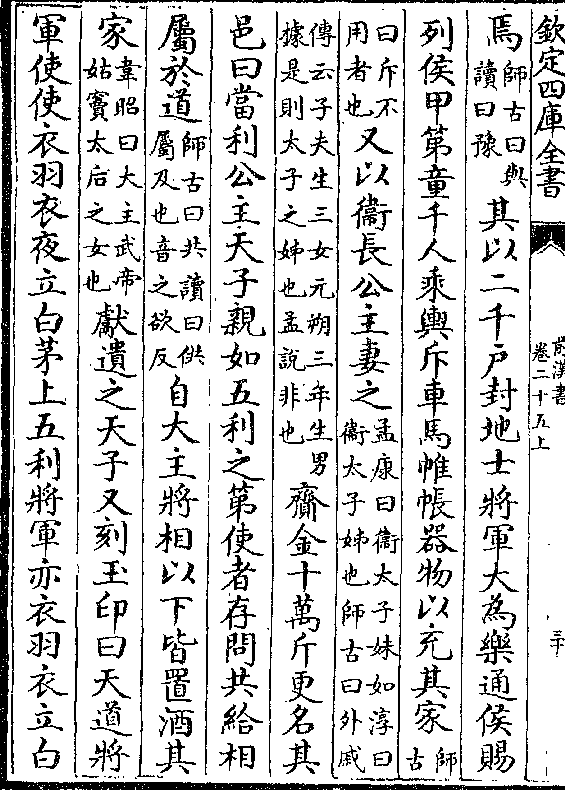 欽定四庫全書
前漢書
卷二十五上
三十
焉師古曰與讀曰豫其以二千户封地士將軍大為樂通侯賜
列侯甲第童千人乘輿斥車馬帷帳器物以充其家師古
曰斥不用者也又以衞長公主妻之孟康曰衞太子妹如淳曰衞太子姊也師古曰外戚
傳云子夫生三女元朔三年生男據是則太子之姊也孟說非也齎金十萬斤更名其
邑曰當利公主天子親如五利之第使者存問共給相
屬於道師古曰共讀曰供屬及也音之欲反自大主將相以下皆置酒其
家韋昭曰大主武帝姑竇太后之女也獻遺之天子又刻玉印曰天道將
軍使使衣羽衣夜立白茅上五利將軍亦衣羽衣立白